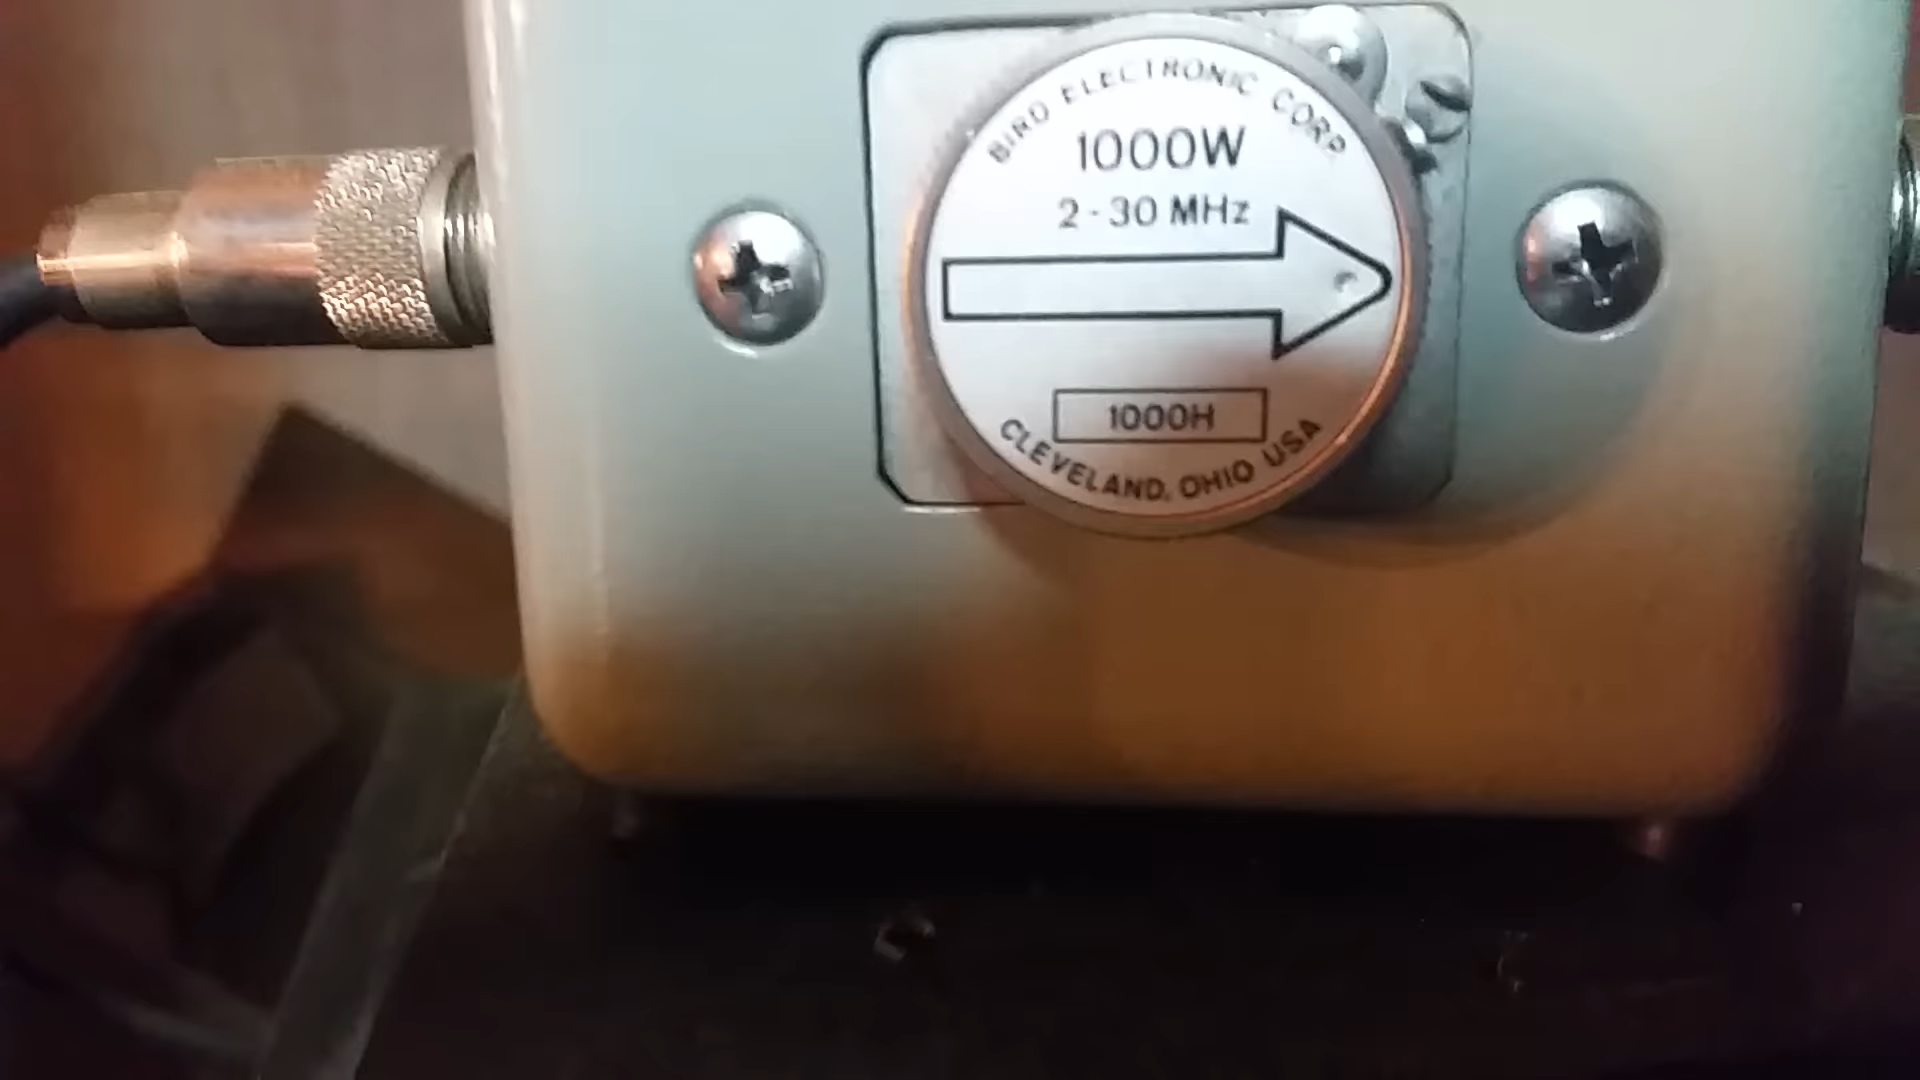 BIRD ELECTRONIC CORP.
1000W
2-30 MHz
1000H
CLEVELAND, OHIO USA